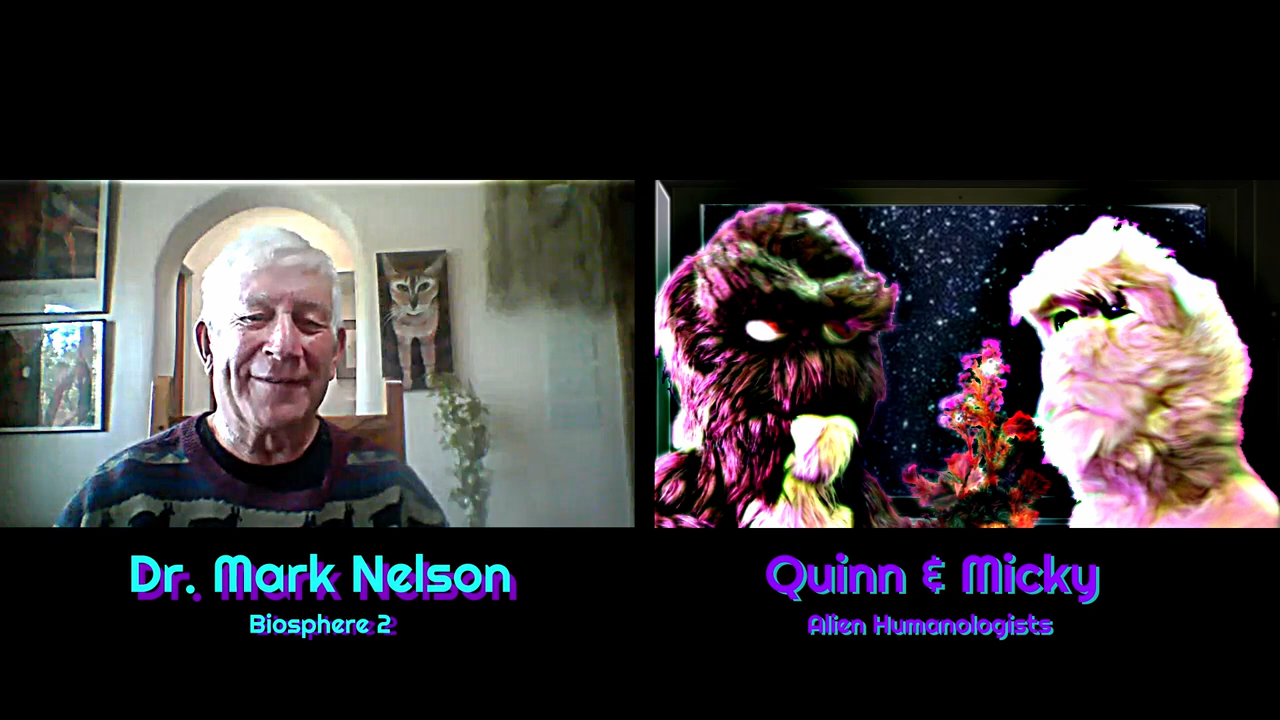 Dr. Mark Nelson
Biosphere 2
Quinn & Micky
Alien Humanologists